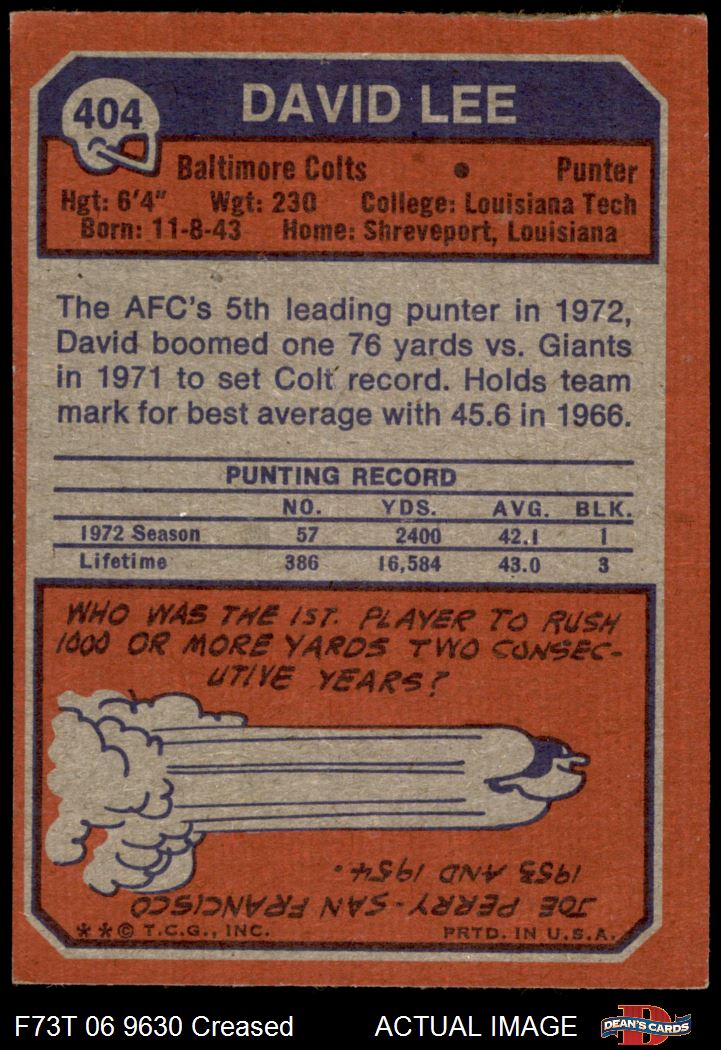 404
DAVID LEE
Baltimore Colts • Punter
Hgt: 6'4" Wgt: 230 College: Louisiana Tech
Born: 11-8-43 Home: Shreveport, Louisiana
The AFC's 5th leading punter in 1972,
David boomed one 76 yards vs. Giants
in 1971 to set Colt record. Holds team
mark for best average with 45.6 in 1966.
PUNTING RECORD
NO. YDS. AVG. BLK.
1972 Season 57 2400 42.1 1
Lifetime 386 16,584 43.0 3
WHO WAS THE 1ST. PLAYER TO RUSH
1000 OR MORE YARDS TWO CONSEC-
UTIVE YEARS?
JOE PERRY-SAN FRANCISCO
1953 AND 1954.
**© T.C.G., INC. PRTD. IN U.S.A.
F73T 06 9630 Creased ACTUAL IMAGE
D
DEAN'S CARDS